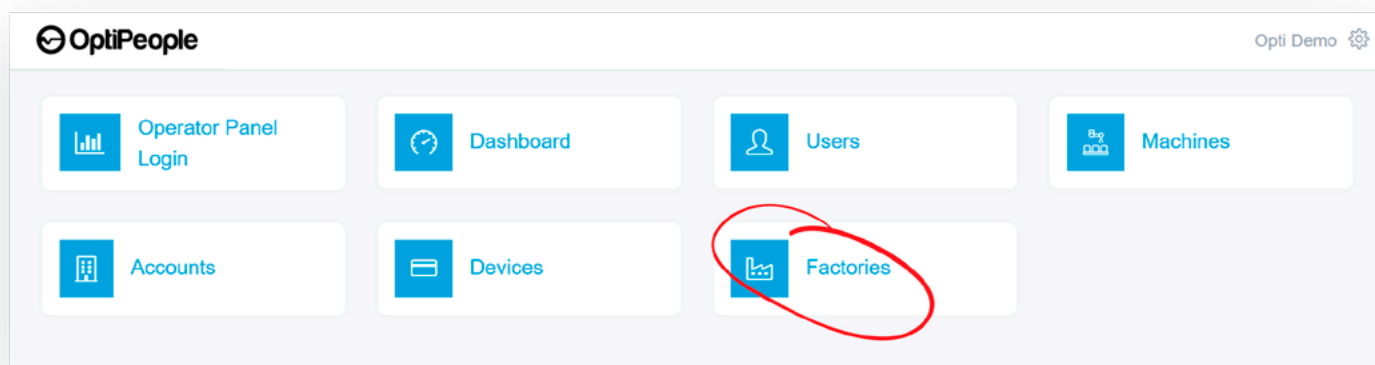 OptiPeople
Opti Demo
Operator Panel
Login
Dashboard
Users
Machines
Accounts
Devices
Factories